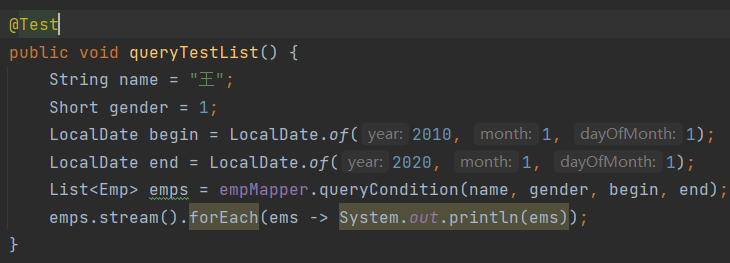 @Test
public void queryTestList() {
    String name = "王";
    Short gender = 1;
    LocalDate begin = LocalDate.of( year: 2010, month: 1, dayOfMonth: 1);
    LocalDate end = LocalDate.of( year: 2020, month: 1, dayOfMonth: 1);
    List<Emp> emps = empMapper.queryCondition(name, gender, begin, end);
    emps.stream().forEach(ems -> System.out.println(ems));
}